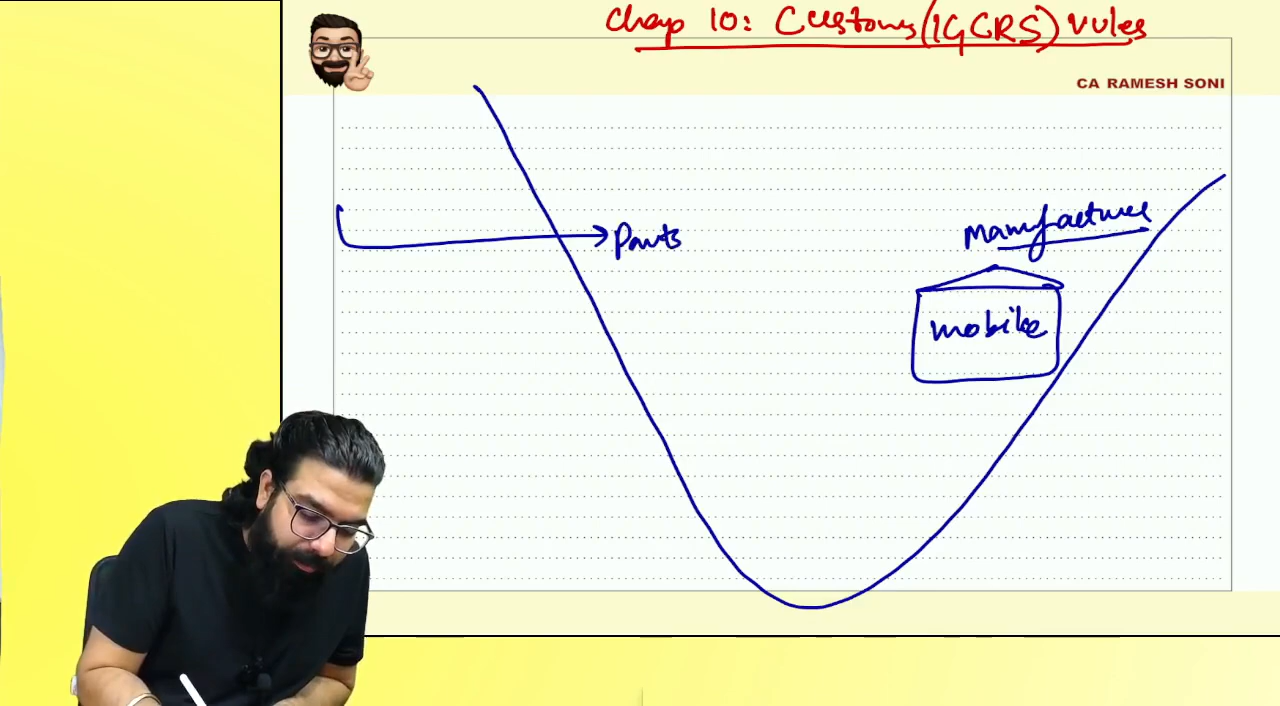 Chap 10: Customs (IGCRS) rules
CA RAMESH SONI
Parts
Manufacture
mobile